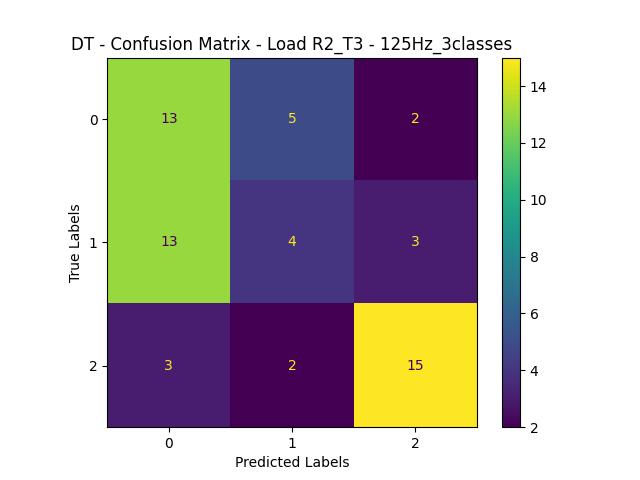 DT - Confusion Matrix - Load R2_T3 - 125Hz_3classes
True Labels
0 13 5 2
1 13 4 3
2 3 2 15
0 1 2
Predicted Labels
14
12
10
8
6
4
2